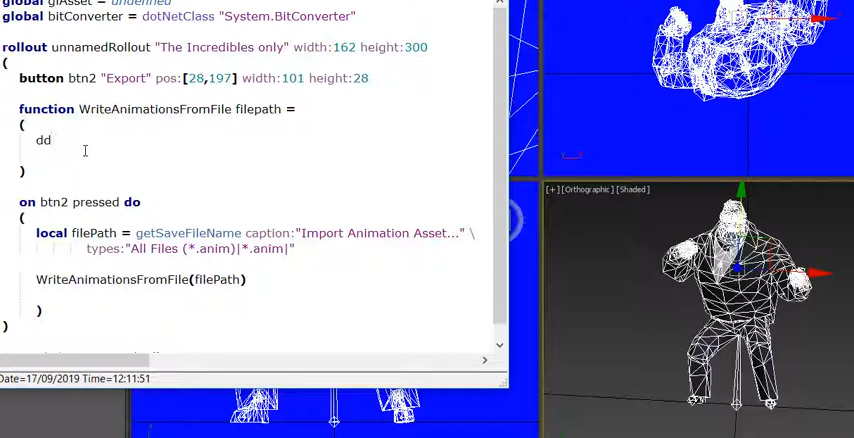 global glAsset = undefined
global bitConverter = dotNetClass "System.BitConverter"
rollout unnamedRollout "The Incredibles only" width:162 height:300
(
button btn2 "Export" pos:[28,197] width:101 height:28
function WriteAnimationsFromFile filepath =
(
dd
)
on btn2 pressed do
(
local filePath = getSaveFileName caption:"Import Animation Asset..." \
types:"All Files (*.anim)|*.anim|"
WriteAnimationsFromFile(filePath)
)
)
Date=17/09/2019 Time=12:11:51
[+] [Orthographic] [Shaded]